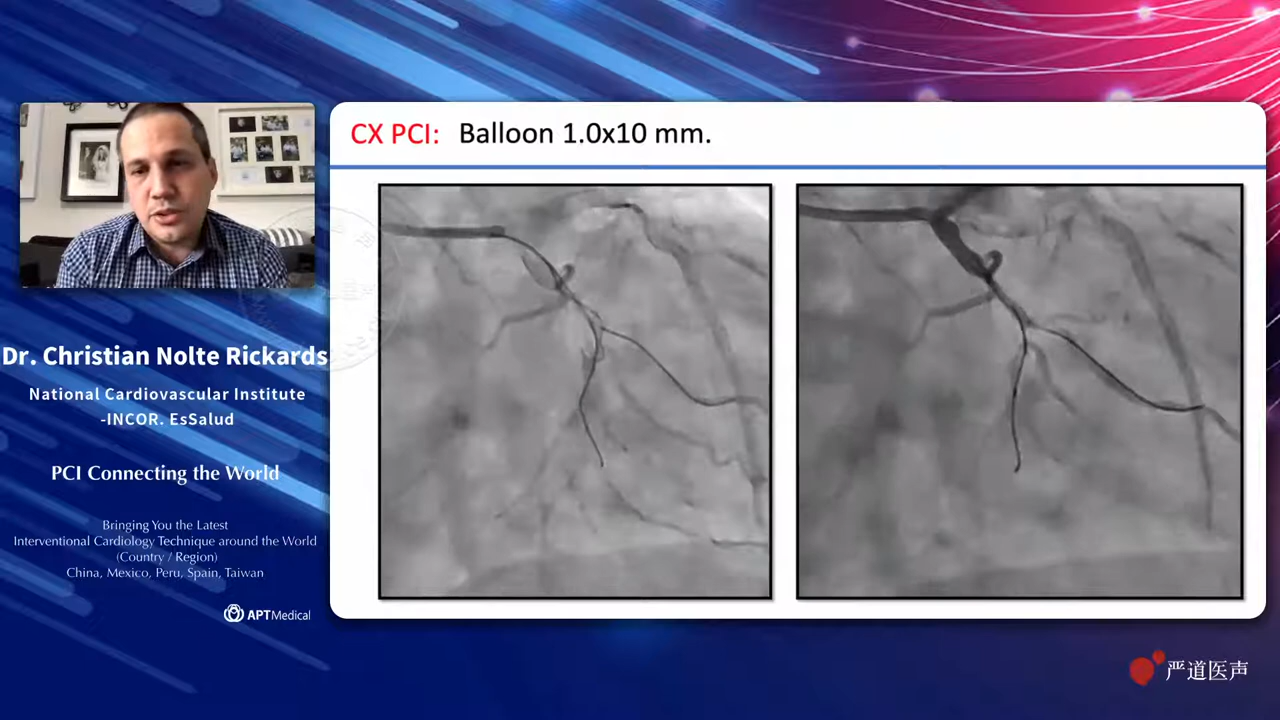 CX PCI: Balloon 1.0x10 mm.
Dr. Christian Nolte Rickards
National Cardiovascular Institute
-INCOR. EsSalud
PCI Connecting the World
Bringing You the Latest
Interventional Cardiology Technique around the World
(Country / Region)
China, Mexico, Peru, Spain, Taiwan
APTMedical
严道医声